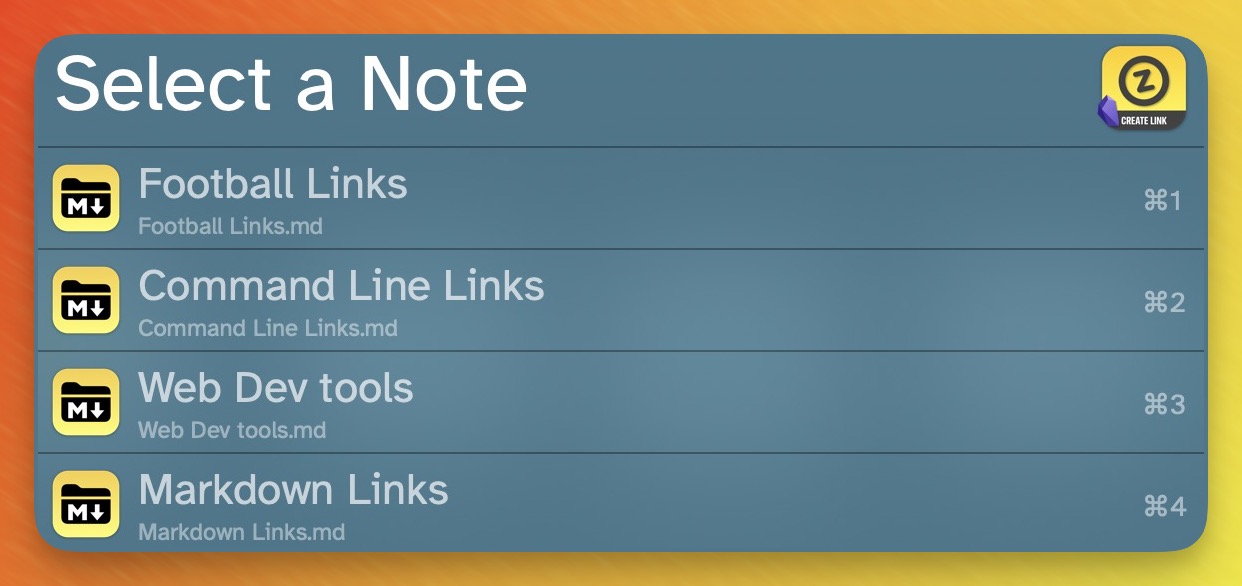 Select a Note
Z
CREATE LINK
Football Links
Football Links.md
⌘1
M↓
Command Line Links
Command Line Links.md
⌘2
M↓
Web Dev tools
Web Dev tools.md
⌘3
M↓
Markdown Links
Markdown Links.md
⌘4
M↓